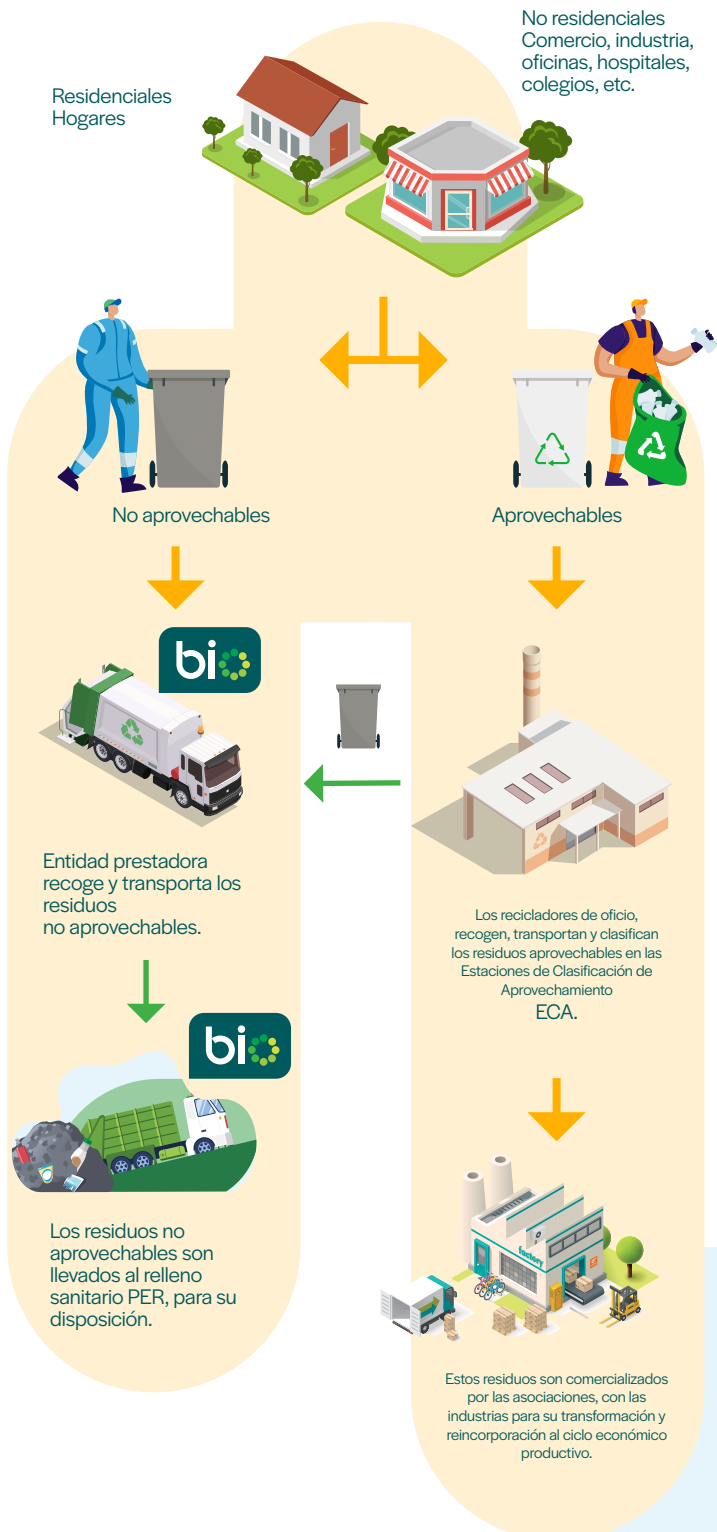 No residenciales
Comercio, industria,
oficinas, hospitales,
colegios, etc.
Residenciales
Hogares
No aprovechables
Aprovechables
bio
Entidad prestadora
recoge y transporta los
residuos
no aprovechables.
Los recicladores de oficio,
recogen, transportan y clasifican
los residuos aprovechables en las
Estaciones de Clasificación de
Aprovechamiento
ECA.
bio
Los residuos no
aprovechables son
llevados al relleno
sanitario PER, para su
disposición.
factory
Estos residuos son comercializados
por las asociaciones, con las
industrias para su transformación y
reincorporación al ciclo económico
productivo.